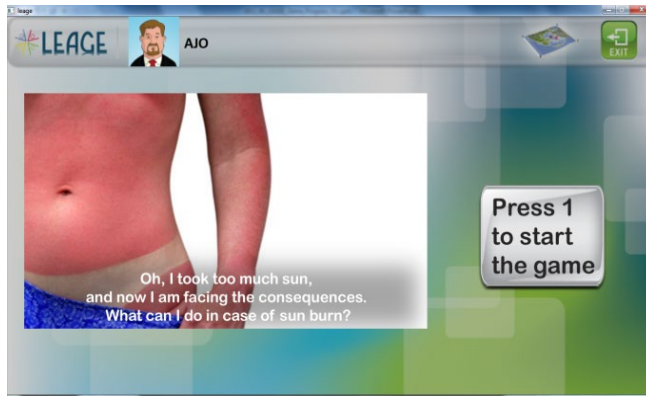 leage
LEAGE
AJO
EXIT
Oh, I took too much sun,
and now I am facing the consequences.
What can I do in case of sun burn?
Press 1
to start
the game